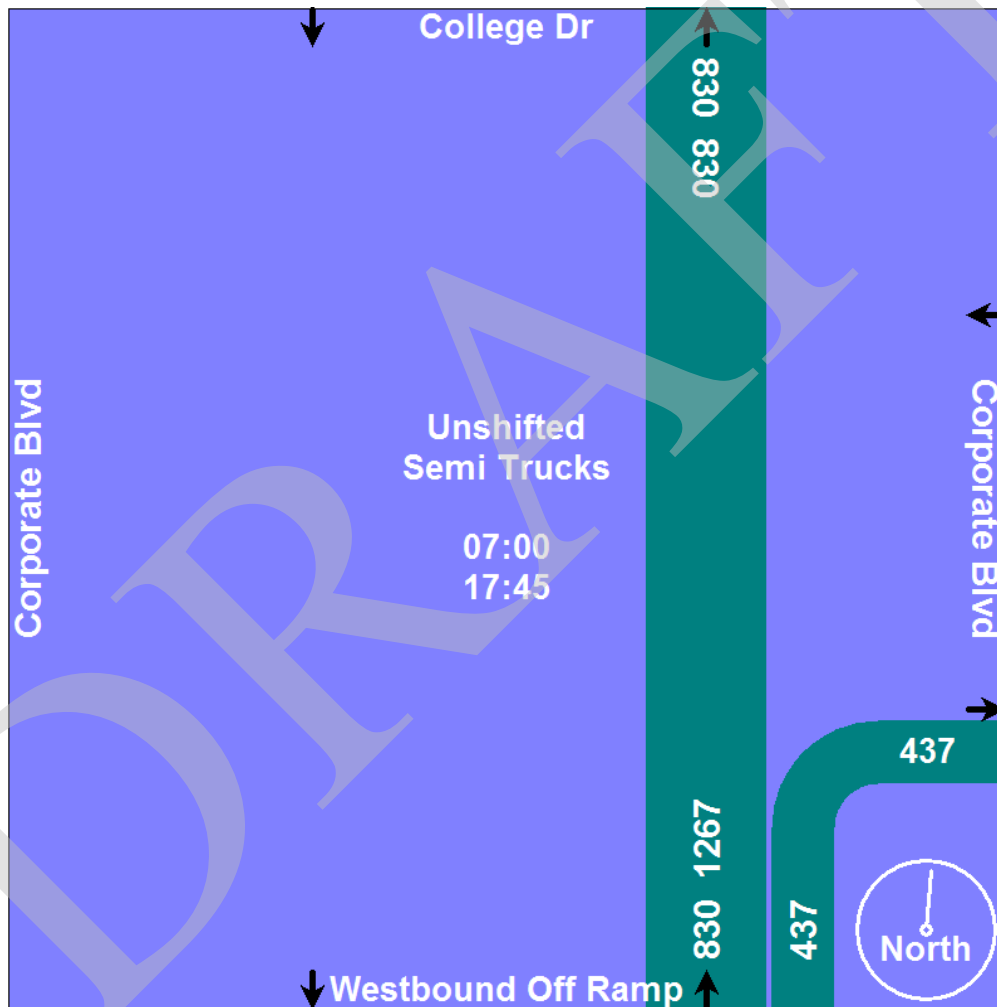 College Dr
830 830
Corporate Blvd
Unshifted
Semi Trucks
07:00
17:45
Corporate Blvd
437
830 1267
437
North
Westbound Off Ramp
DRAFT